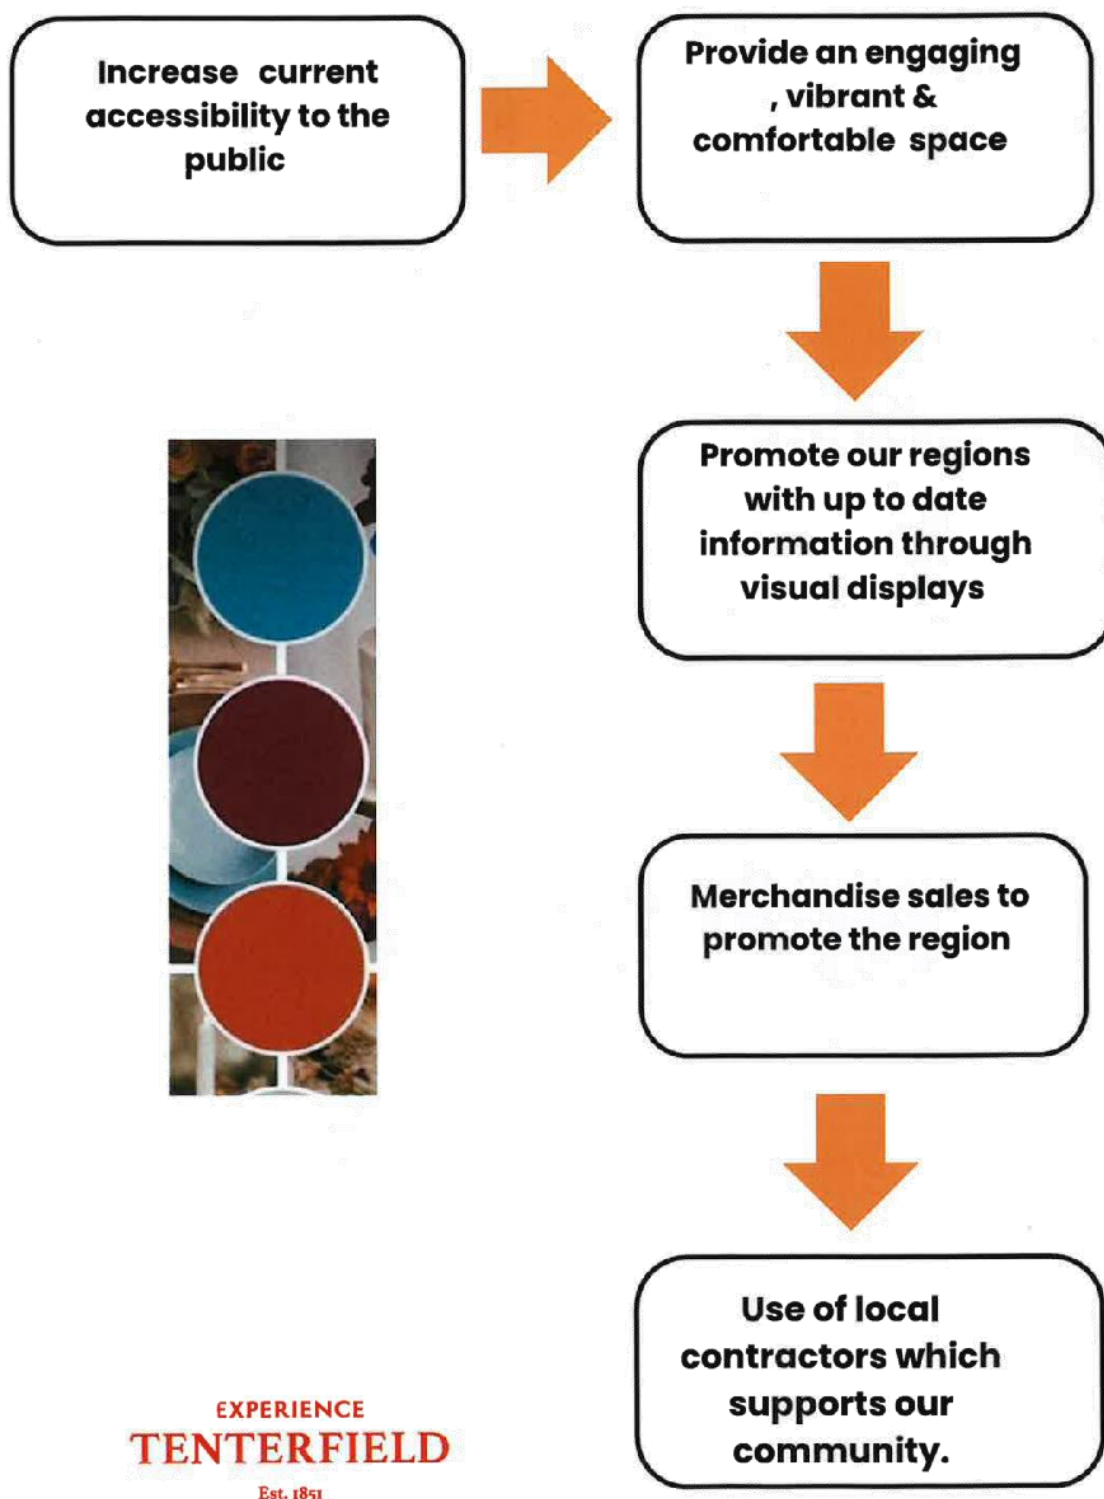 Increase current
accessibility to the
public
Provide an engaging
, vibrant &
comfortable space
Promote our regions
with up to date
information through
visual displays
Merchandise sales to
promote the region
Use of local
contractors which
supports our
community.
EXPERIENCE
TENTERFIELD
Est. 1851